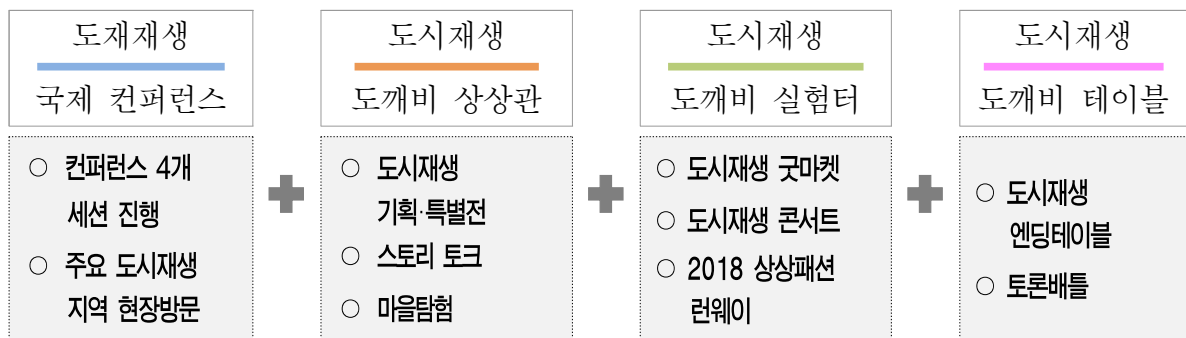 도재재생
국제 컨퍼런스
○ 컨퍼런스 4개
세션 진행
○ 주요 도시재생
지역 현장방문
도시재생
도깨비 상상관
○ 도시재생
기획·특별전
○ 스토리 토크
○ 마을탐험
도시재생
도깨비 실험터
○ 도시재생 굿마켓
○ 도시재생 콘서트
○ 2018 상상패션
런웨이
도시재생
도깨비 테이블
○ 도시재생
엔딩테이블
○ 토론배틀